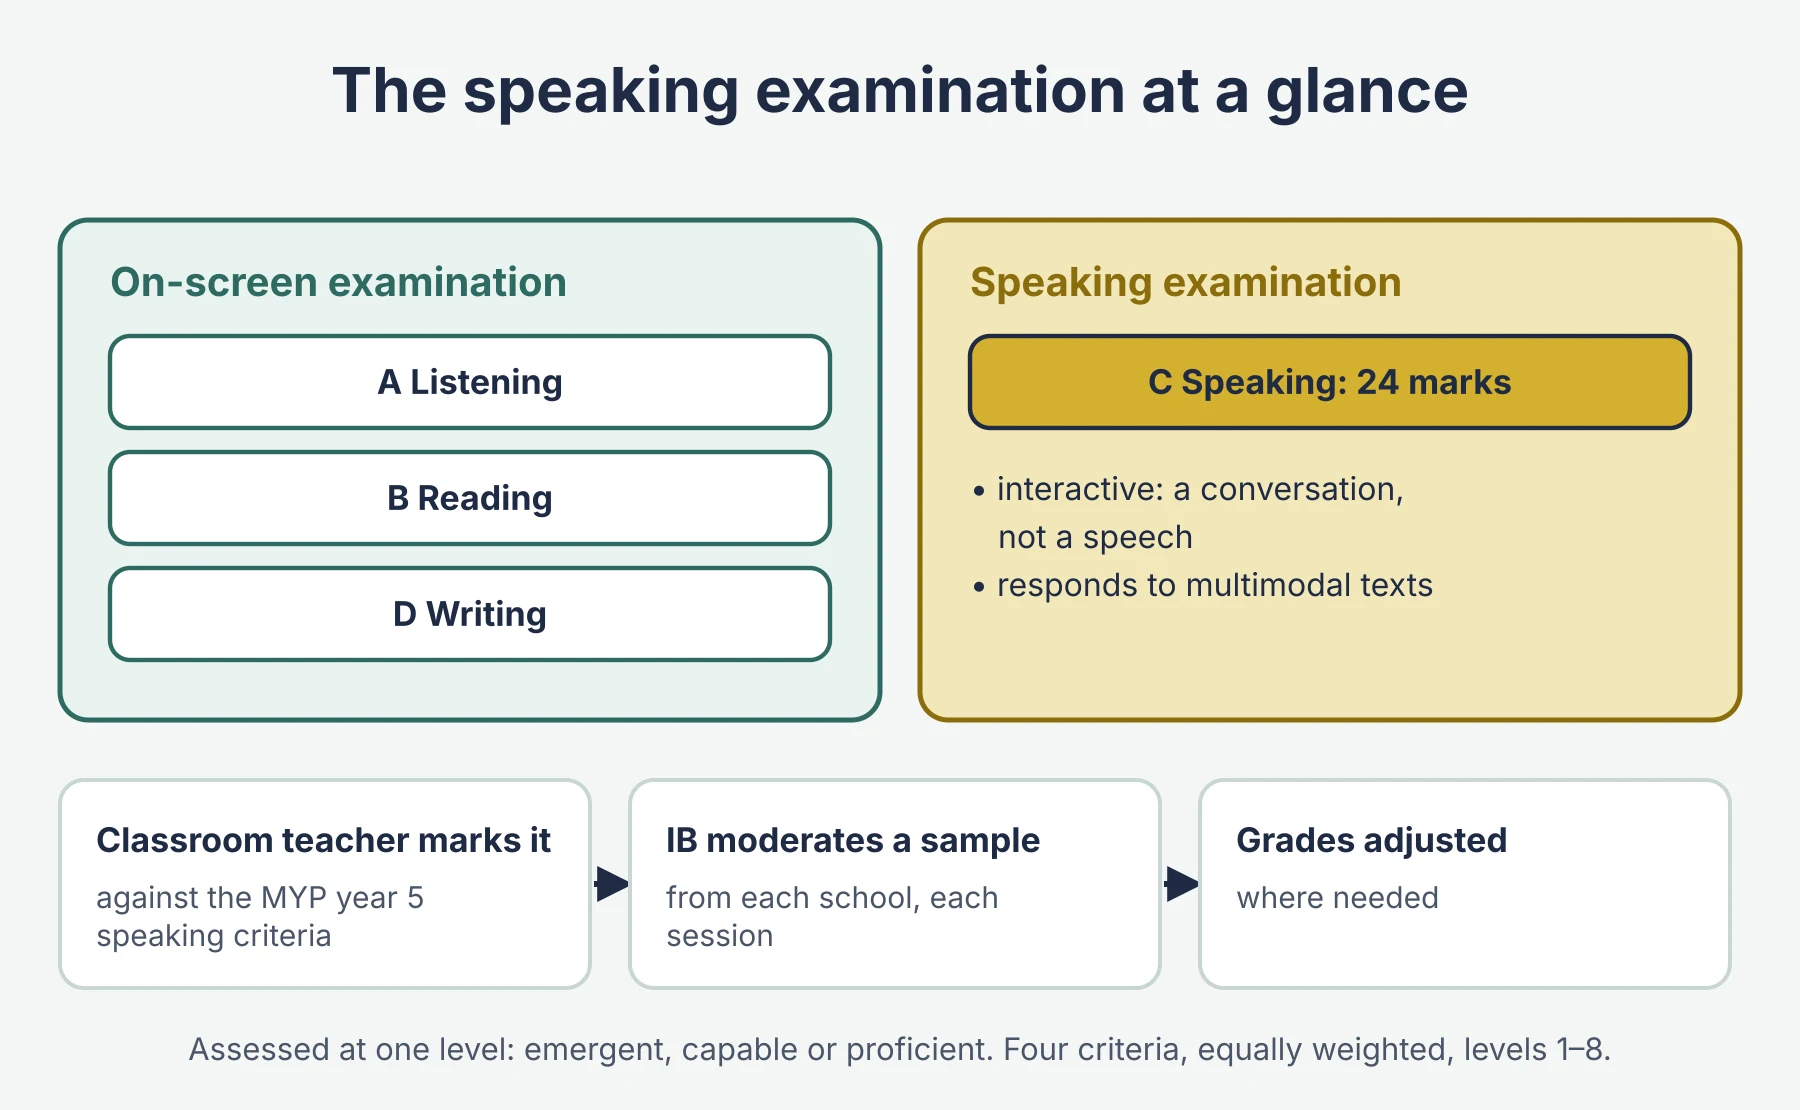 The speaking examination at a glance
On-screen examination
A Listening
B Reading
D Writing
Speaking examination
C Speaking: 24 marks
• interactive: a conversation,
not a speech
• responds to multimodal texts
Classroom teacher marks it
against the MYP year 5
speaking criteria
IB moderates a sample
from each school, each
session
Grades adjusted
where needed
Assessed at one level: emergent, capable or proficient. Four criteria, equally weighted, levels 1–8.